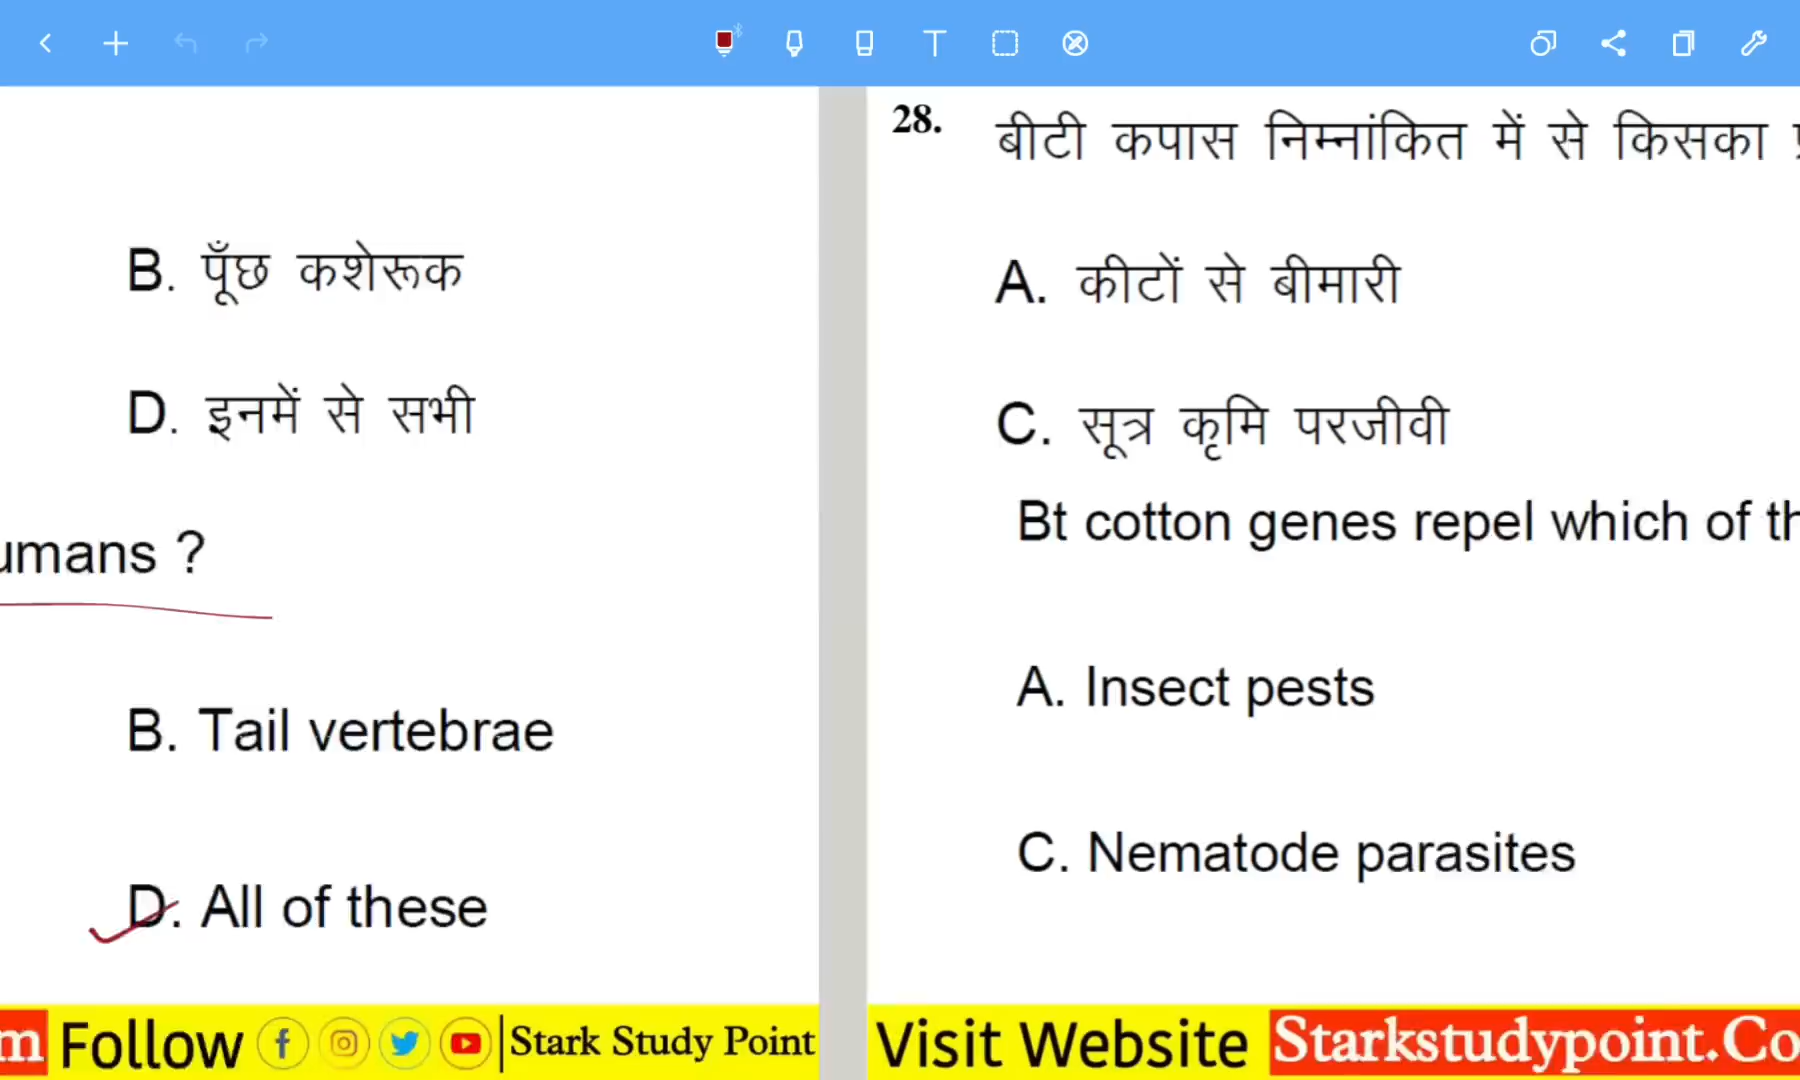 B. पूँछ कशेरूक
D. इनमें से सभी
umans ?
B. Tail vertebrae
D. All of these
28. बीटी कपास निम्नांकित में से किसका
A. कीटों से बीमारी
C. सूत्र कृमि परजीवी
Bt cotton genes repel which of th
A. Insect pests
C. Nematode parasites
m Follow | Stark Study Point
Visit Website Starkstudypoint.Co